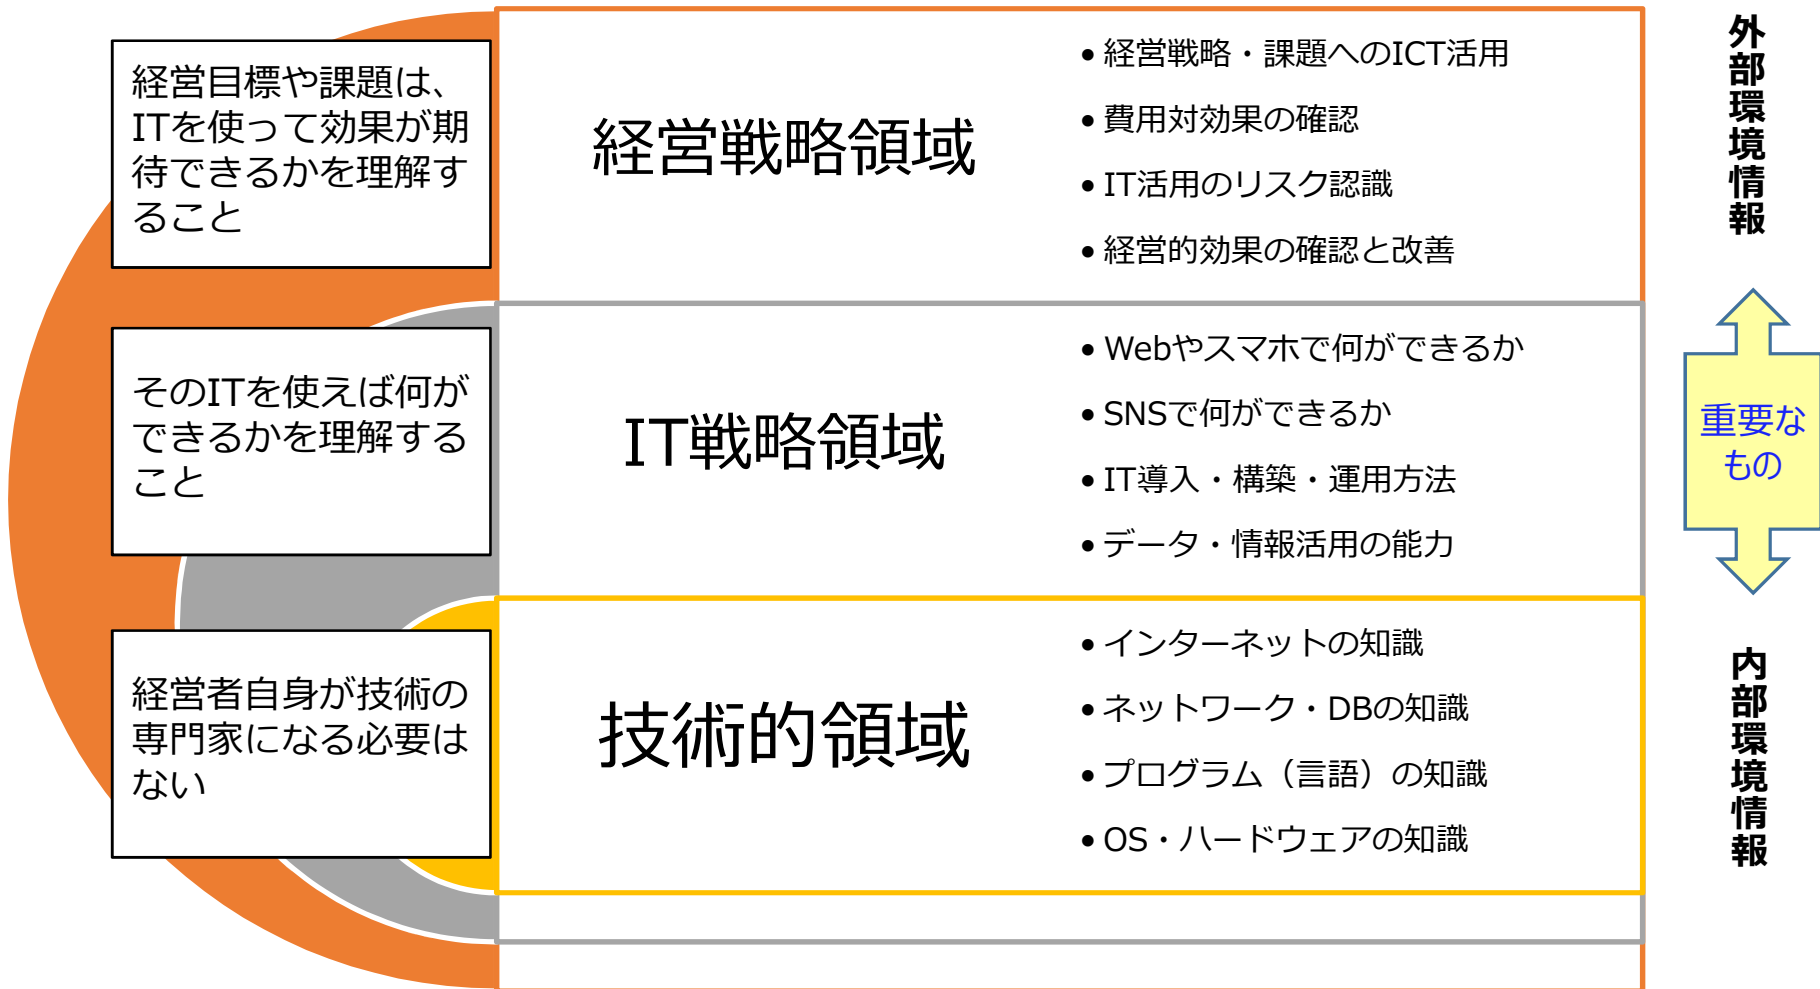 経営目標や課題は、
ITを使って効果が期
待できるかを理解す
ること
経営戦略領域
• 経営戦略・課題へのICT活用
• 費用対効果の確認
• IT活用のリスク認識
• 経営的効果の確認と改善
そのITを使えば何が
できるかを理解する
こと
IT戦略領域
• Webやスマホで何ができるか
• SNSで何ができるか
• IT導入・構築・運用方法
• データ・情報活用の能力
経営者自身が技術の
専門家になる必要は
ない
技術的領域
• インターネットの知識
• ネットワーク・DBの知識
• プログラム（言語）の知識
• OS・ハードウェアの知識
外部環境情報
重要な
もの
内部環境情報